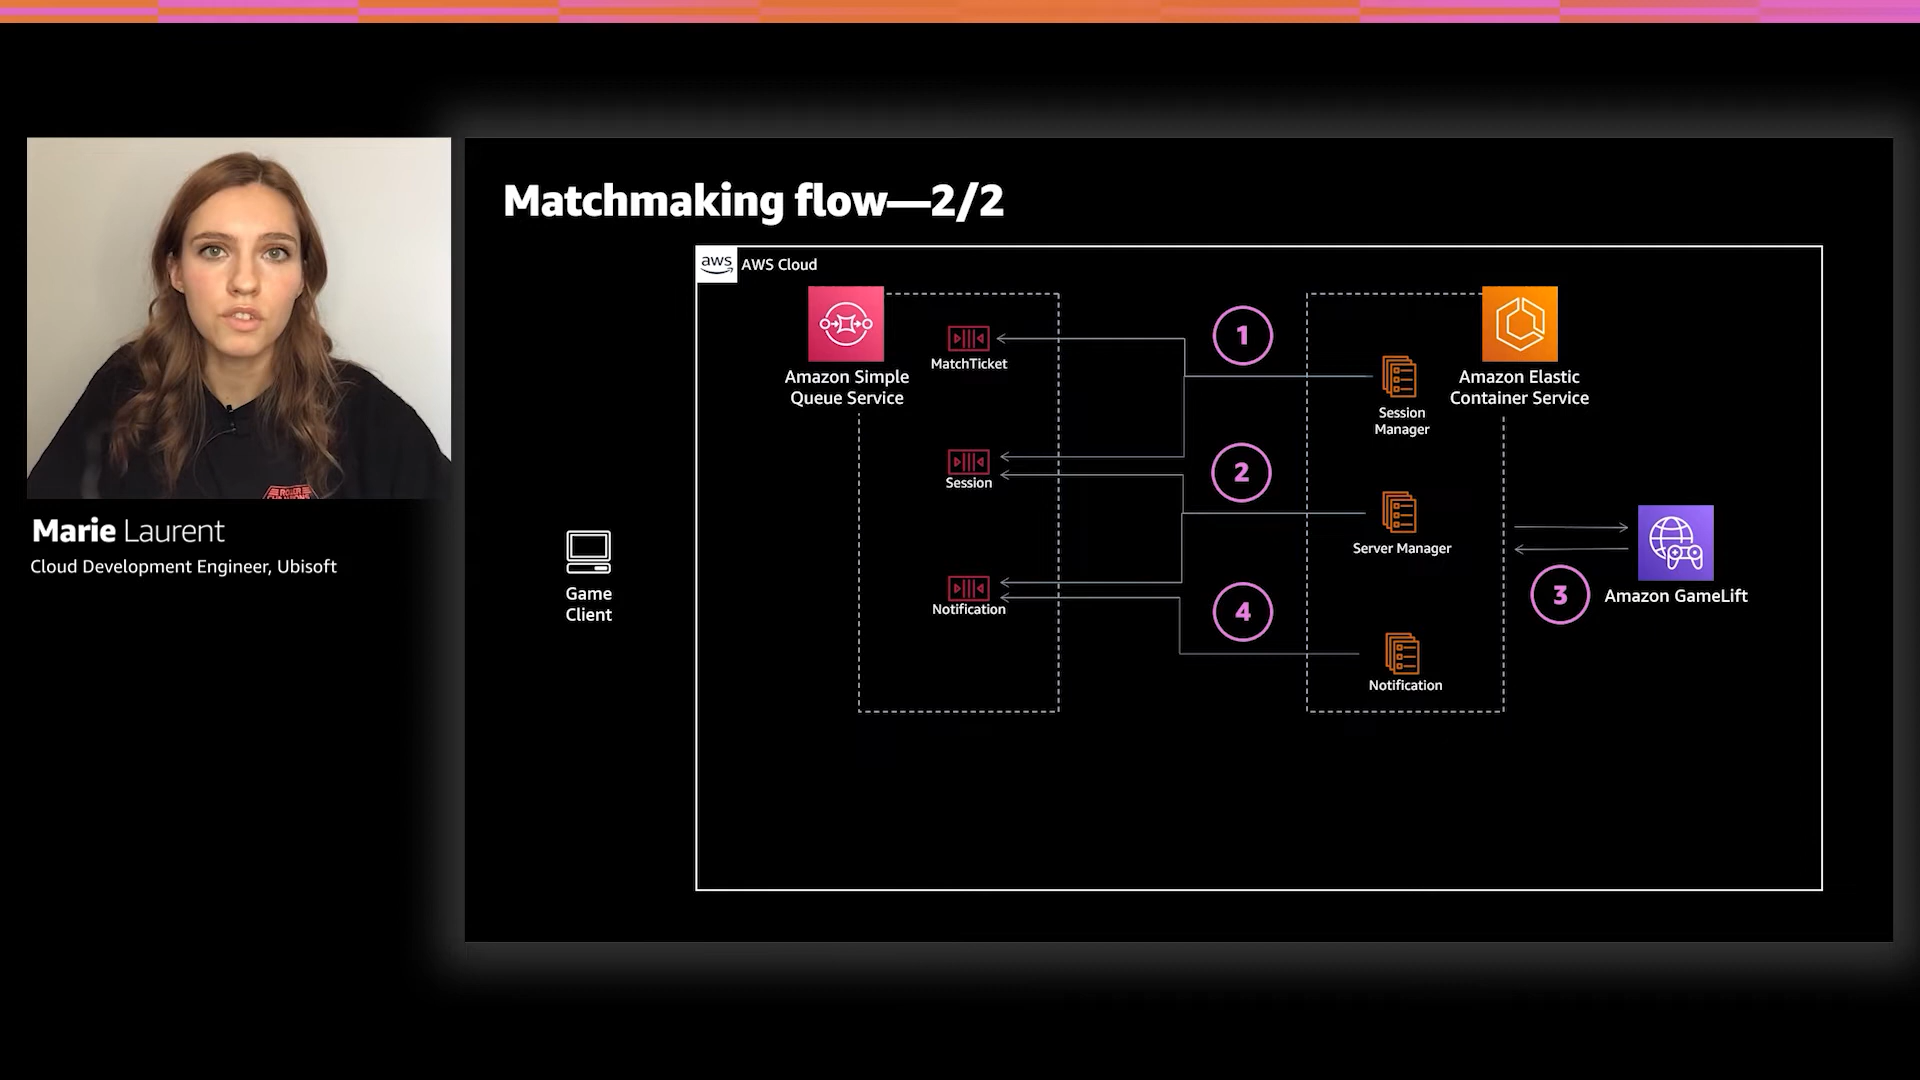 Matchmaking flow—2/2
aws
AWS Cloud
Amazon Simple
Queue Service
MatchTicket
Session
Notification
1
2
3
4
Session
Manager
Server Manager
Notification
Amazon Elastic
Container Service
Amazon GameLift
Game
Client
Marie Laurent
Cloud Development Engineer, Ubisoft